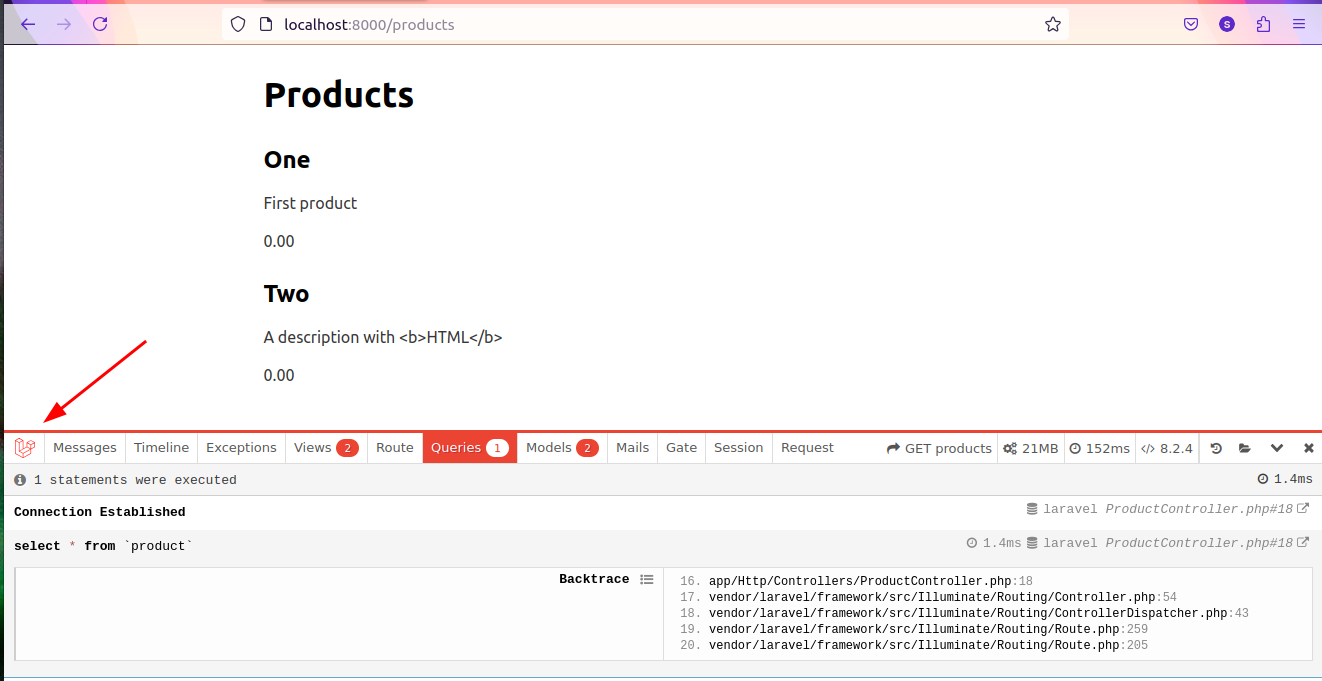 localhost:8000/products
S
Products
One
First product
0.00
Two
A description with <b>HTML</b>
0.00
Messages Timeline Exceptions Views 2 Route Queries 1 Models 2 Mails Gate Session Request GET products 21MB 152ms </> 8.2.4
1 statements were executed 1.4ms
Connection Established laravel ProductController.php#18
select * from `product` 1.4ms laravel ProductController.php#18
Backtrace
16. app/Http/Controllers/ProductController.php:18
17. vendor/laravel/framework/src/Illuminate/Routing/Controller.php:54
18. vendor/laravel/framework/src/Illuminate/Routing/ControllerDispatcher.php:43
19. vendor/laravel/framework/src/Illuminate/Routing/Route.php:259
20. vendor/laravel/framework/src/Illuminate/Routing/Route.php:205